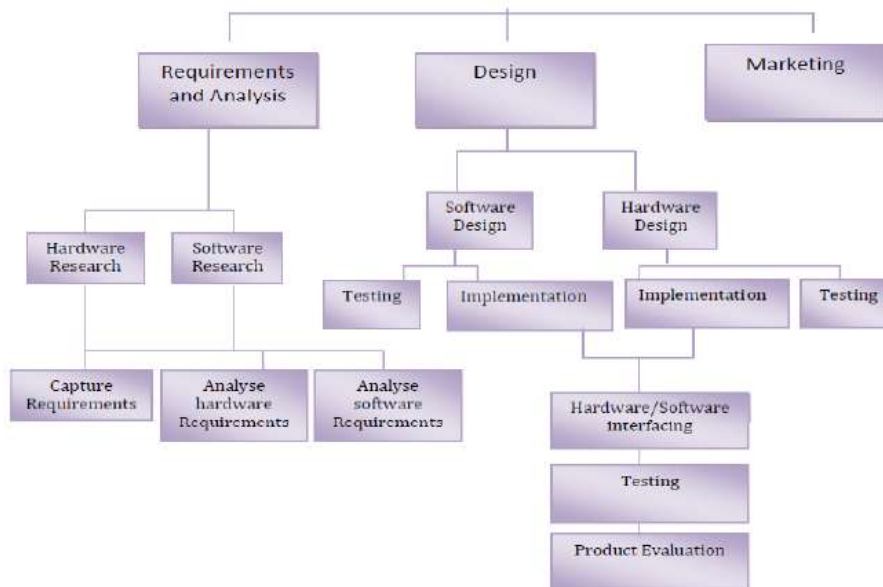 Requirements
and Analysis
Design
Marketing
Software
Design
Hardware
Design
Hardware
Research
Software
Research
Testing
Implementation
Implementation
Testing
Capture
Requirements
Analyse
hardware
Requirements
Analyse
software
Requirements
Hardware/Software
interfacing
Testing
Product Evaluation